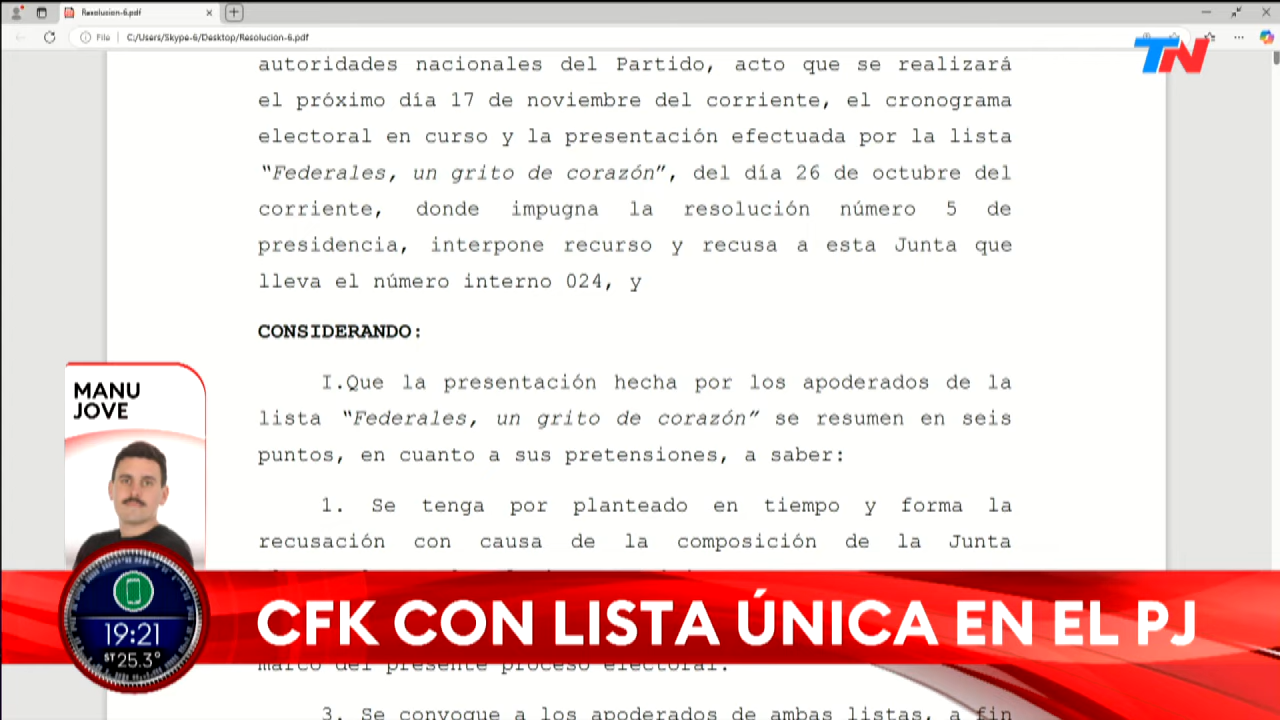 Resolucion-6.pdf
File
C:/Users/Skype-6/Desktop/Resolucion-6.pdf
TN
autoridades nacionales del Partido, acto que se realizará
el próximo día 17 de noviembre del corriente, el cronograma
electoral en curso y la presentación efectuada por la lista
“Federales, un grito de corazón”, del día 26 de octubre del
corriente, donde impugna la resolución número 5 de
presidencia, interpone recurso y recusa a esta Junta que
lleva el número interno 024, y
CONSIDERANDO:
I.Que la presentación hecha por los apoderados de la
lista “Federales, un grito de corazón” se resumen en seis
puntos, en cuanto a sus pretensiones, a saber:
1. Se tenga por planteado en tiempo y forma la
recusación con causa de la composición de la Junta
MANU
JOVE
19:21
ST 25.3°
CFK CON LISTA ÚNICA EN EL PJ
marco del presente proceso electoral.
3. Se convoque a los apoderados de ambas listas, a fin